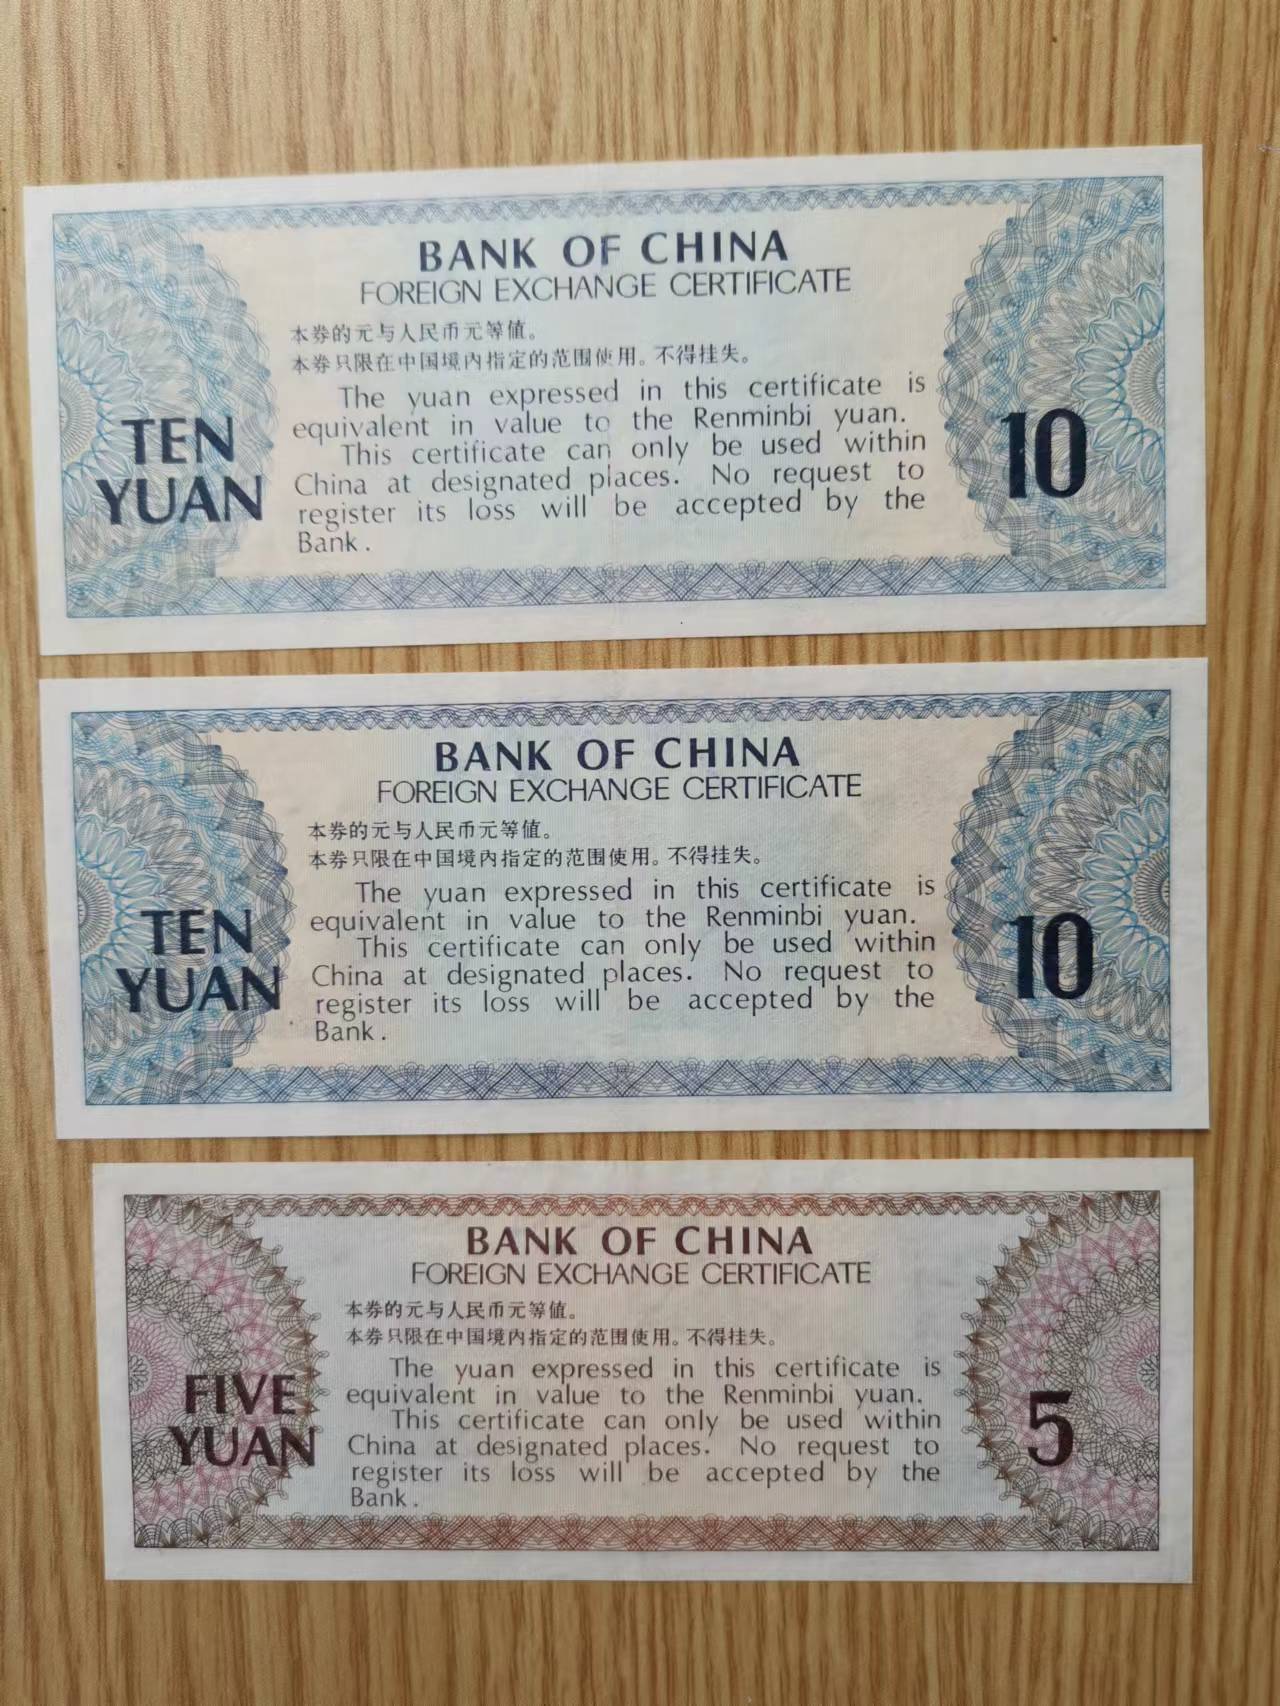 BANK OF CHINA
FOREIGN EXCHANGE CERTIFICATE
本券的元与人民币元等值。
本券只限在中国境内指定的范围使用。不得挂失。
The yuan expressed in this certificate is
equivalent in value to the Renminbi yuan.
This certificate can only be used within
China at designated places. No request to
register its loss will be accepted by the
Bank.
TEN
YUAN
10
BANK OF CHINA
FOREIGN EXCHANGE CERTIFICATE
本券的元与人民币元等值。
本券只限在中国境内指定的范围使用。不得挂失。
The yuan expressed in this certificate is
equivalent in value to the Renminbi yuan.
This certificate can only be used within
China at designated places. No request to
register its loss will be accepted by the
Bank.
TEN
YUAN
10
BANK OF CHINA
FOREIGN EXCHANGE CERTIFICATE
本券的元与人民币元等值。
本券只限在中国境内指定的范围使用。不得挂失。
The yuan expressed in this certificate is
equivalent in value to the Renminbi yuan.
This certificate can only be used within
China at designated places. No request to
register its loss will be accepted by the
Bank.
FIVE
YUAN
5